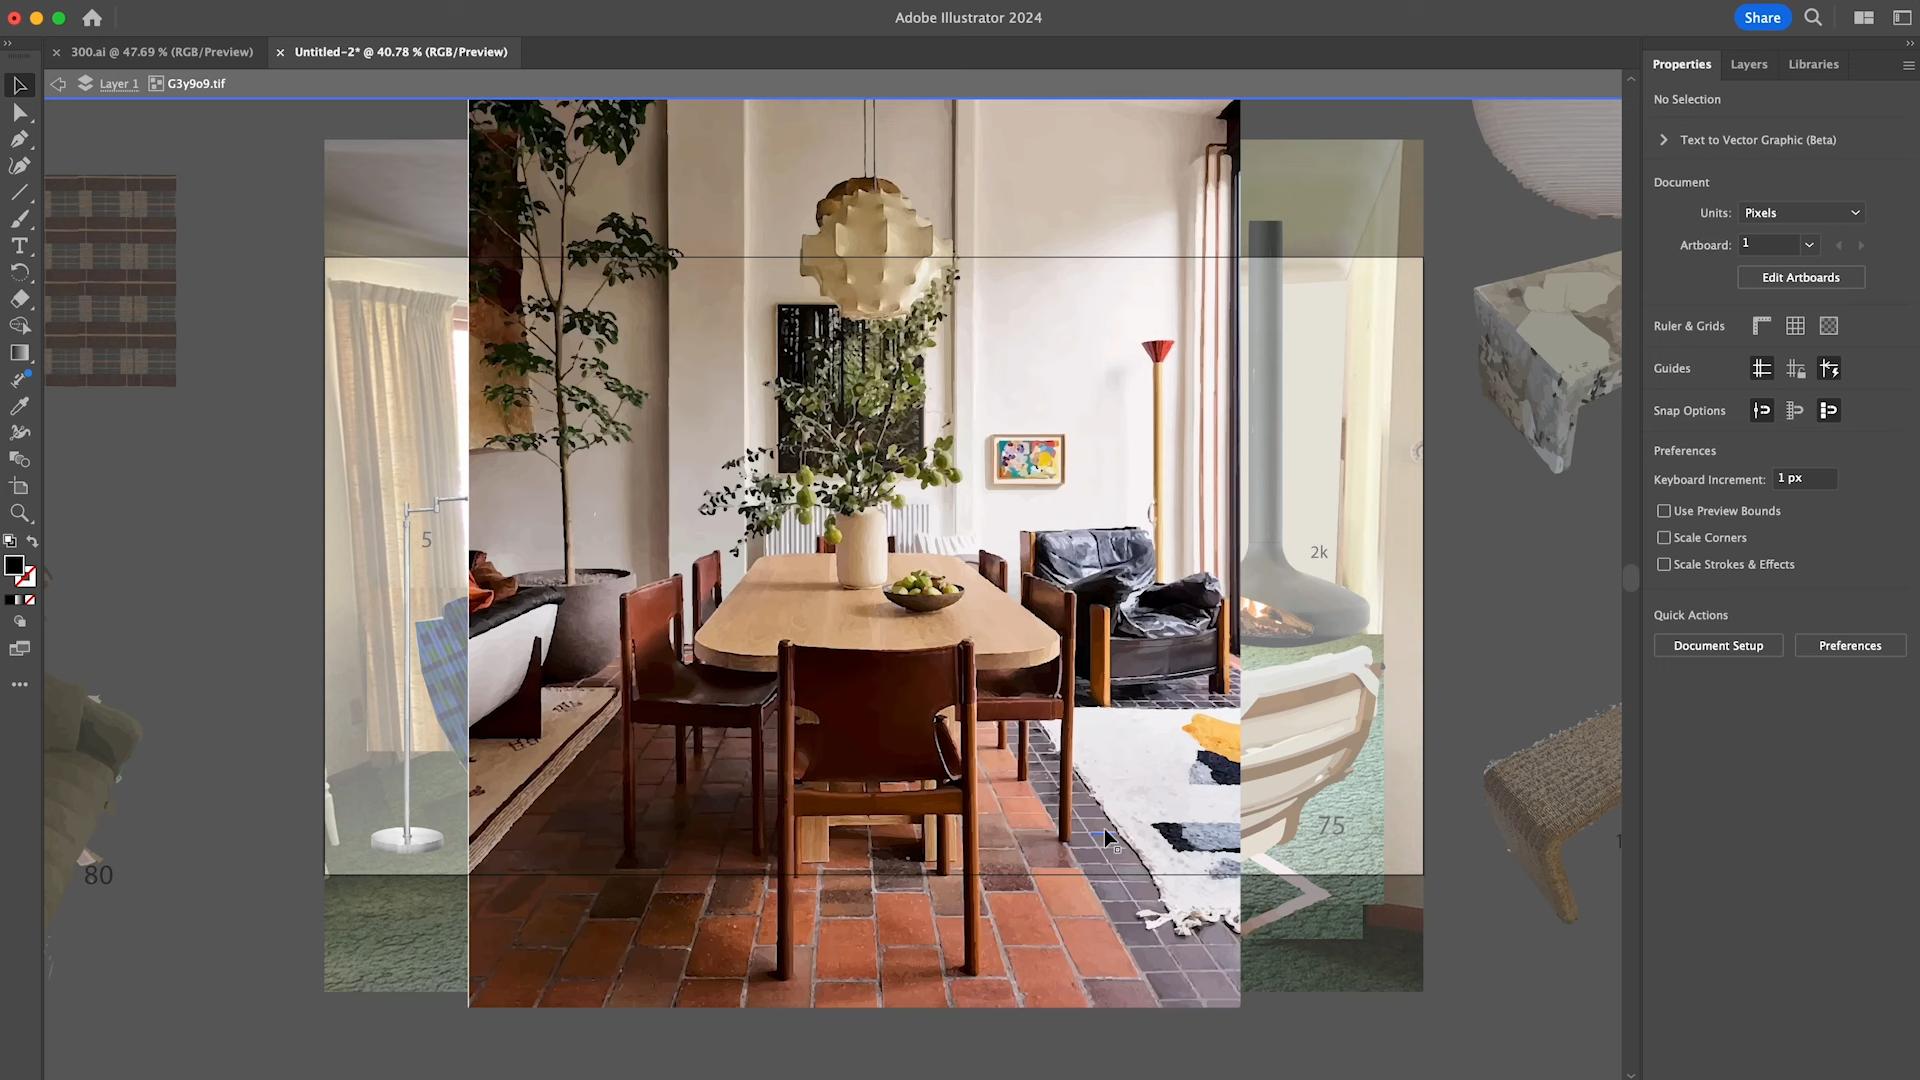 Adobe Illustrator 2024
Share
300.ai @ 47.69 % (RGB/Preview)
Untitled-2* @ 40.78 % (RGB/Preview)
Layer 1
G3y9o9.tif
Properties
Layers
Libraries
No Selection
Text to Vector Graphic (Beta)
Document
Units:
Pixels
Artboard:
1
Edit Artboards
Ruler & Grids
Guides
Snap Options
Preferences
Keyboard Increment:
1 px
Use Preview Bounds
Scale Corners
Scale Strokes & Effects
Quick Actions
Document Setup
Preferences
5
2k
75
80